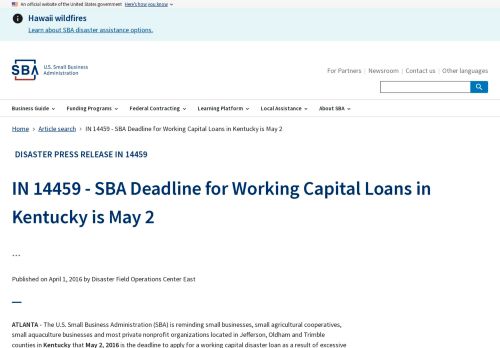 An official website of the United States government Here's how you know
Hawaii wildfires
Learn about SBA disaster assistance options.
SBA U.S. Small Business Administration
For Partners | Newsroom | Contact us | Other languages
Business Guide Funding Programs Federal Contracting Learning Platform Local Assistance About SBA
Home › Article search › IN 14459 - SBA Deadline for Working Capital Loans in Kentucky is May 2
DISASTER PRESS RELEASE IN 14459
IN 14459 - SBA Deadline for Working Capital Loans in
Kentucky is May 2
...
Published on April 1, 2016 by Disaster Field Operations Center East
ATLANTA - The U.S. Small Business Administration (SBA) is reminding small businesses, small agricultural cooperatives,
small aquaculture businesses and most private nonprofit organizations located in Jefferson, Oldham and Trimble
counties in Kentucky that May 2, 2016 is the deadline to apply for a working capital disaster loan as a result of excessive